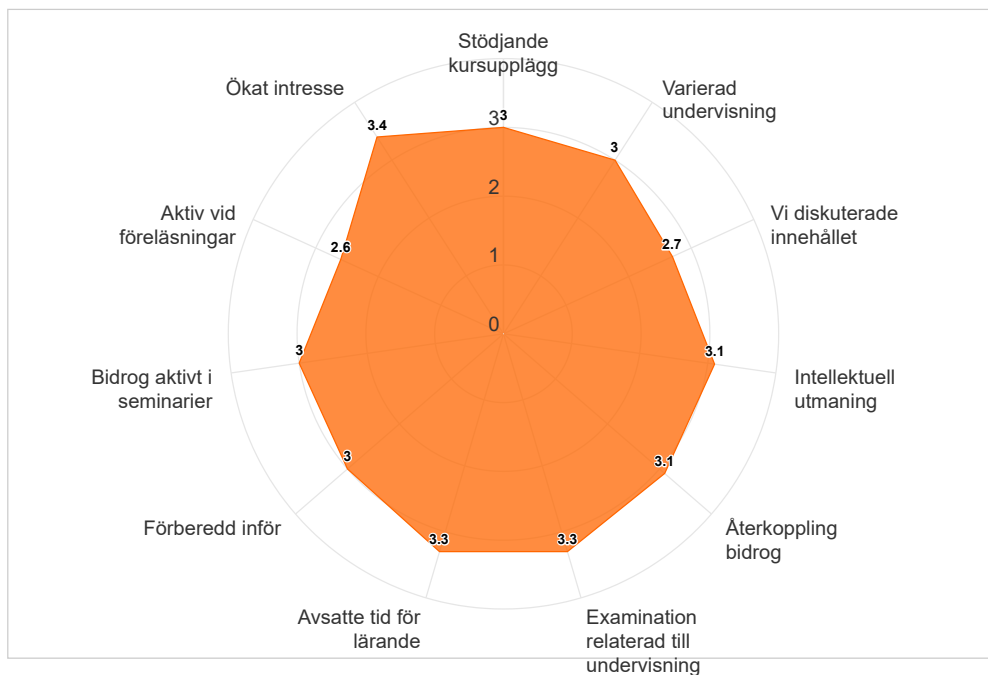 Stödjande
kursupplägg
Ökat intresse
Varierad
undervisning
3.4
3
3
3
2
Aktiv vid
föreläsningar
Vi diskuterade
innehållet
2.6
2.7
1
0
3
3.1
Bidrog aktivt i
seminarier
Intellektuell
utmaning
3
3.1
Förberedd inför
Återkoppling
bidrog
3.3
3.3
Avsatte tid för
lärande
Examination
relaterad till
undervisning